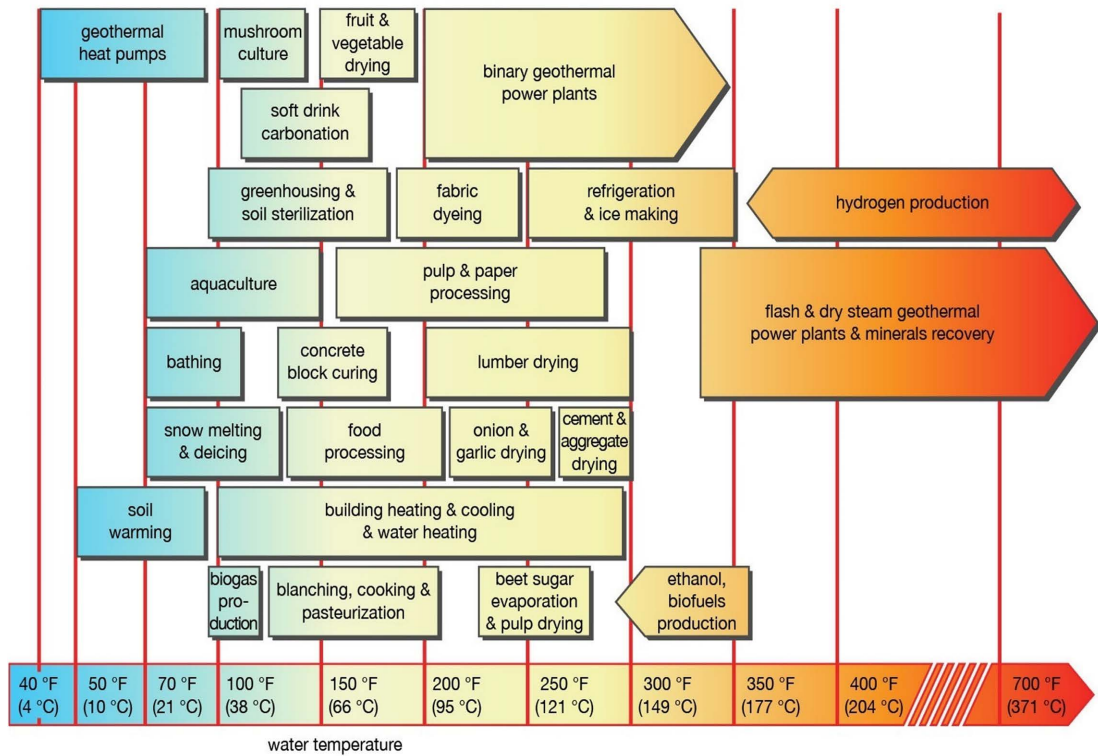 geothermal
heat pumps
mushroom
culture
fruit &
vegetable
drying
binary geothermal
power plants
soft drink
carbonation
greenhousing &
soil sterilization
fabric
dyeing
refrigeration
& ice making
hydrogen production
aquaculture
pulp & paper
processing
flash & dry steam geothermal
power plants & minerals recovery
bathing
concrete
block curing
lumber drying
snow melting
& deicing
food
processing
onion &
garlic drying
cement &
aggregate
drying
soil
warming
building heating & cooling
& water heating
biogas
pro-
duction
blanching, cooking &
pasteurization
beet sugar
evaporation
& pulp drying
ethanol,
biofuels
production
40 °F
(4 °C)
50 °F
(10 °C)
70 °F
(21 °C)
100 °F
(38 °C)
150 °F
(66 °C)
200 °F
(95 °C)
250 °F
(121 °C)
300 °F
(149 °C)
350 °F
(177 °C)
400 °F
(204 °C)
700 °F
(371 °C)
water temperature